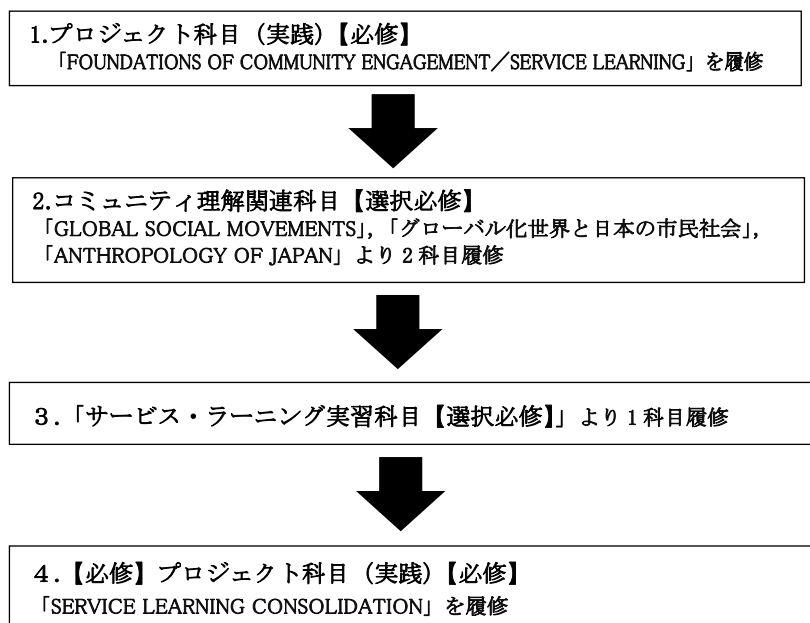 1.プロジェクト科目（実践）【必修】
「FOUNDATIONS OF COMMUNITY ENGAGEMENT／SERVICE LEARNING」を履修
2.コミュニティ理解関連科目【選択必修】
「GLOBAL SOCIAL MOVEMENTS」，「グローバル化世界と日本の市民社会」，
「ANTHROPOLOGY OF JAPAN」より２科目履修
３．「サービス・ラーニング実習科目【選択必修】」より１科目履修
４．【必修】プロジェクト科目（実践）【必修】
「SERVICE LEARNING CONSOLIDATION」を履修